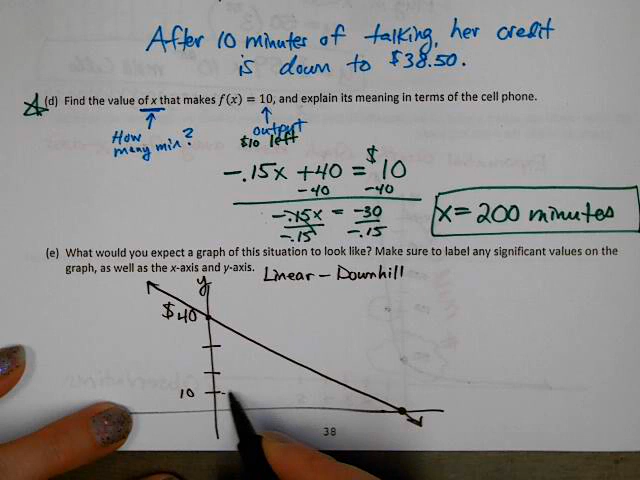 After 10 minutes of talking, her credit
is down to $38.50.
(d) Find the value of x that makes f(x) = 10, and explain its meaning in terms of the cell phone.
How many min?
output
$10 left
-.15x +40 = $10
-40 -40
-.15x = -30
-.15 -.15
x = 200 minutes
(e) What would you expect a graph of this situation to look like? Make sure to label any significant values on the
graph, as well as the x-axis and y-axis. Linear - Downhill
y
$40
10
38